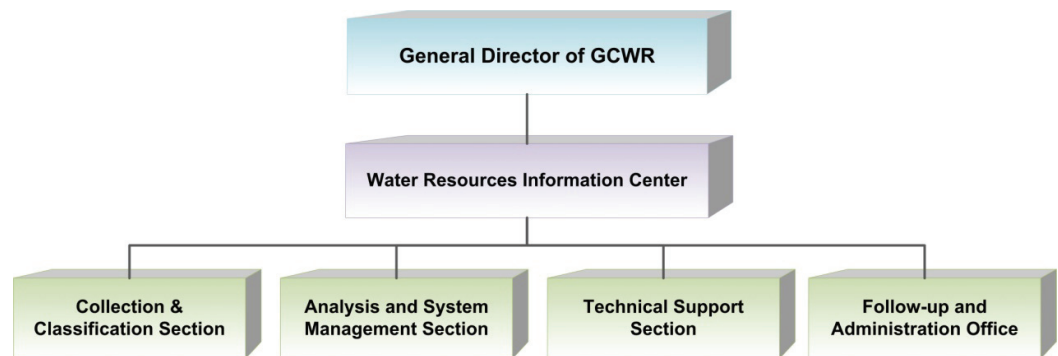 General Director of GCWR
Water Resources Information Center
Collection &
Classification Section
Analysis and System
Management Section
Technical Support
Section
Follow-up and
Administration Office